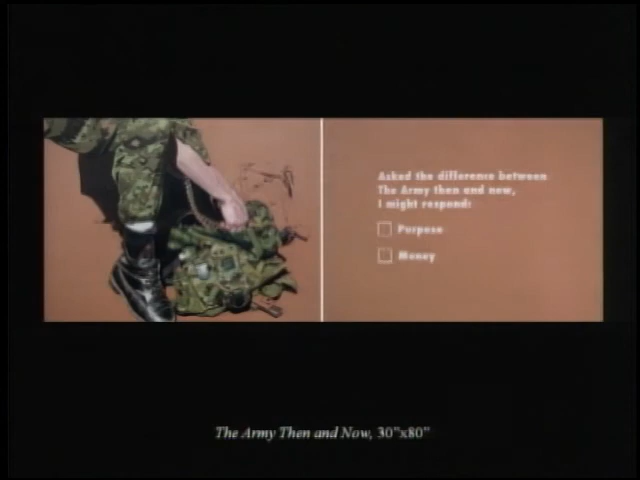 Asked the difference between
The Army then and now,
I might respond:
Purpose
Money
The Army Then and Now, 30"x80"